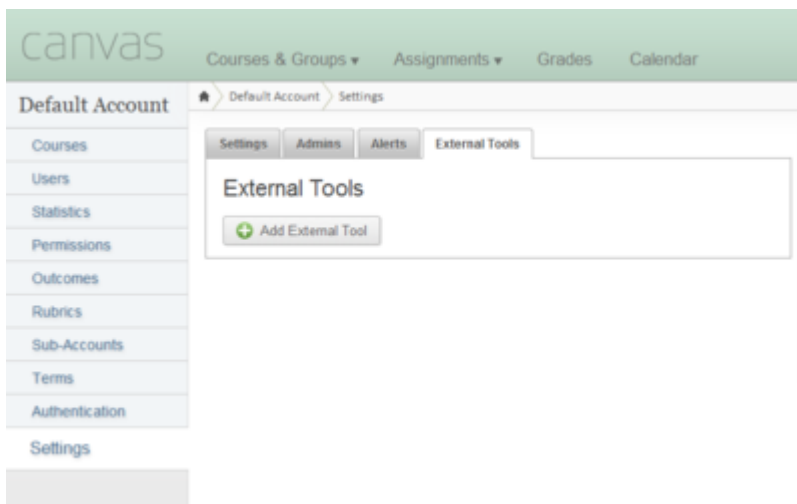 canvas
Courses & Groups ▾ Assignments ▾ Grades Calendar
Default Account
Courses
Users
Statistics
Permissions
Outcomes
Rubrics
Sub-Accounts
Terms
Authentication
Settings
Default Account Settings
Settings Admins Alerts External Tools
External Tools
Add External Tool